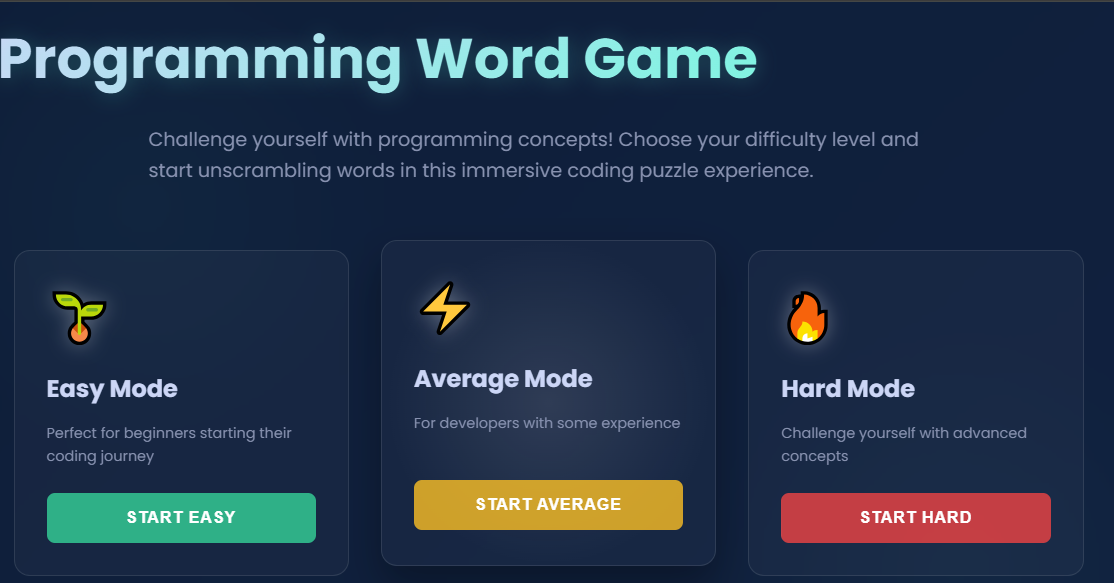 Programming Word Game
Challenge yourself with programming concepts! Choose your difficulty level and
start unscrambling words in this immersive coding puzzle experience.
Easy Mode
Perfect for beginners starting their
coding journey
START EASY
Average Mode
For developers with some experience
START AVERAGE
Hard Mode
Challenge yourself with advanced
concepts
START HARD